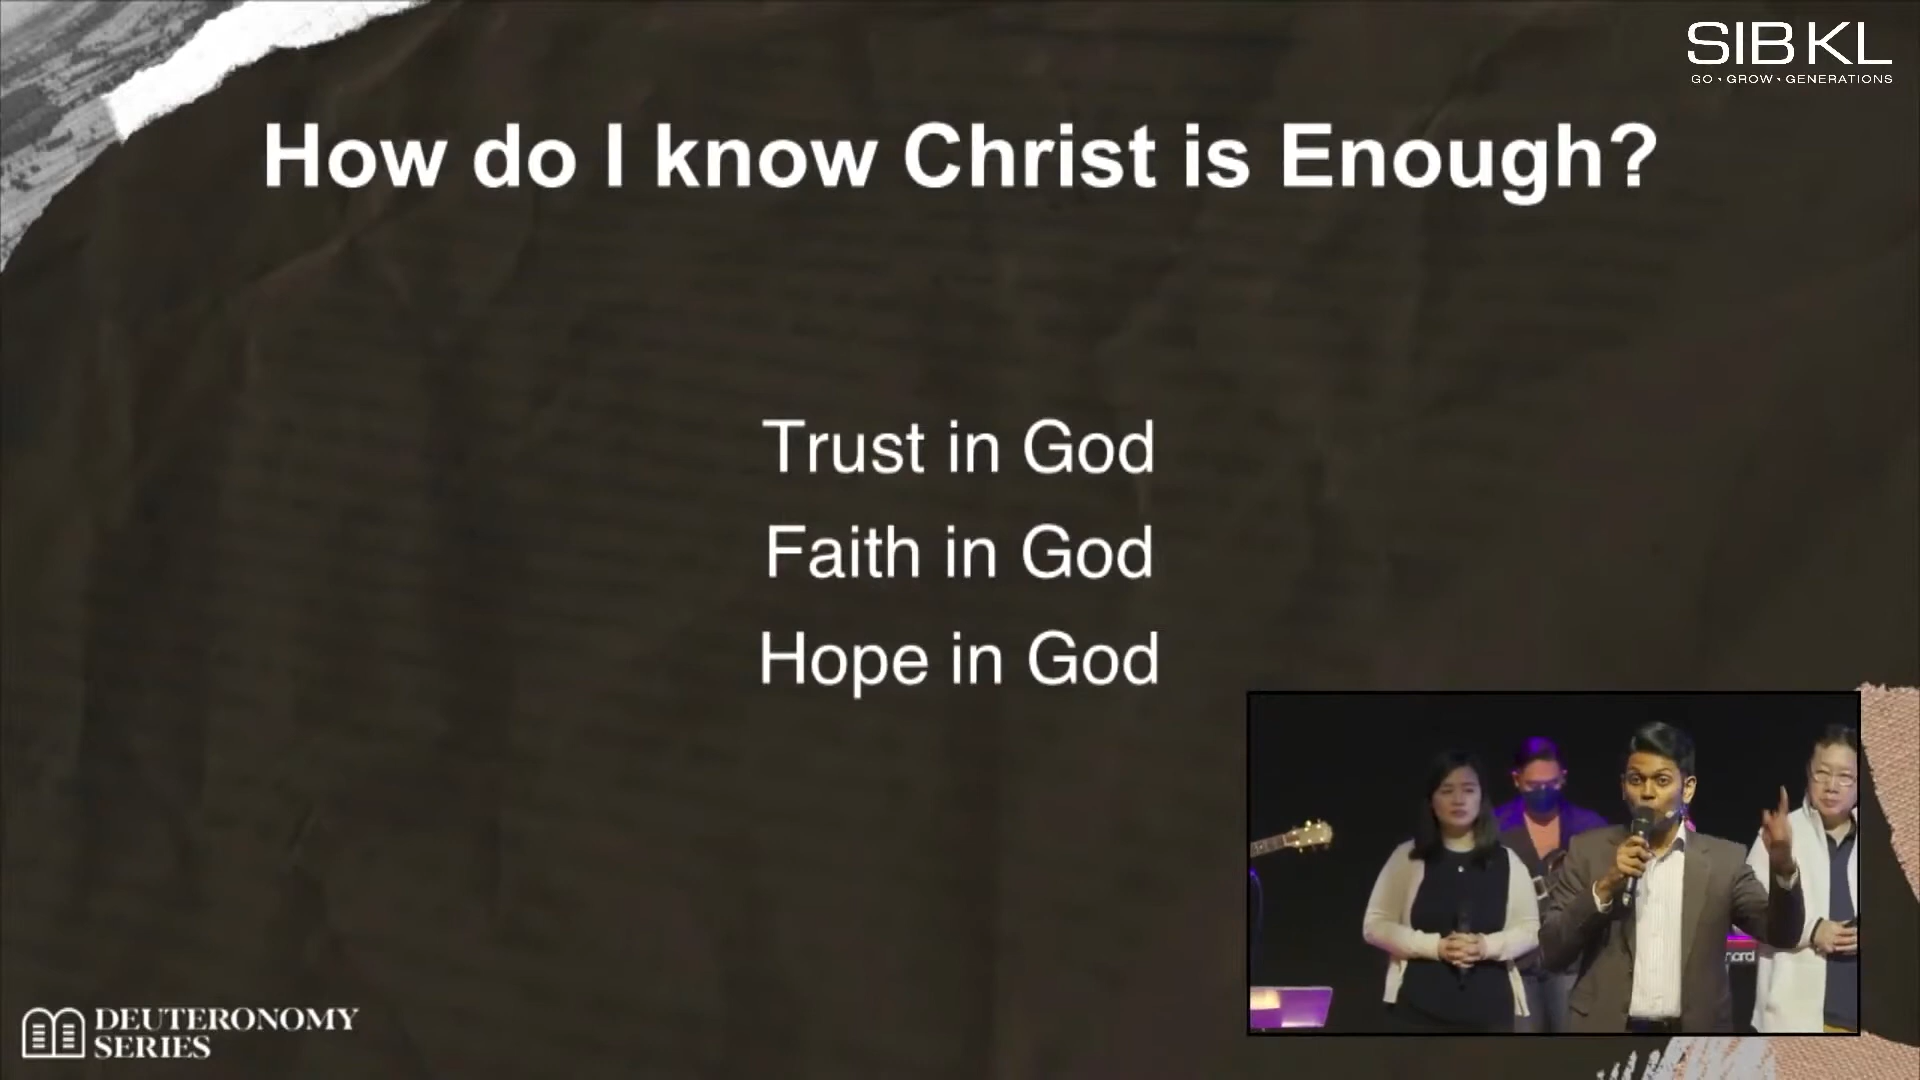 SIBKL
GO · GROW · GENERATIONS
How do I know Christ is Enough?
Trust in God
Faith in God
Hope in God
nord
DEUTERONOMY
SERIES